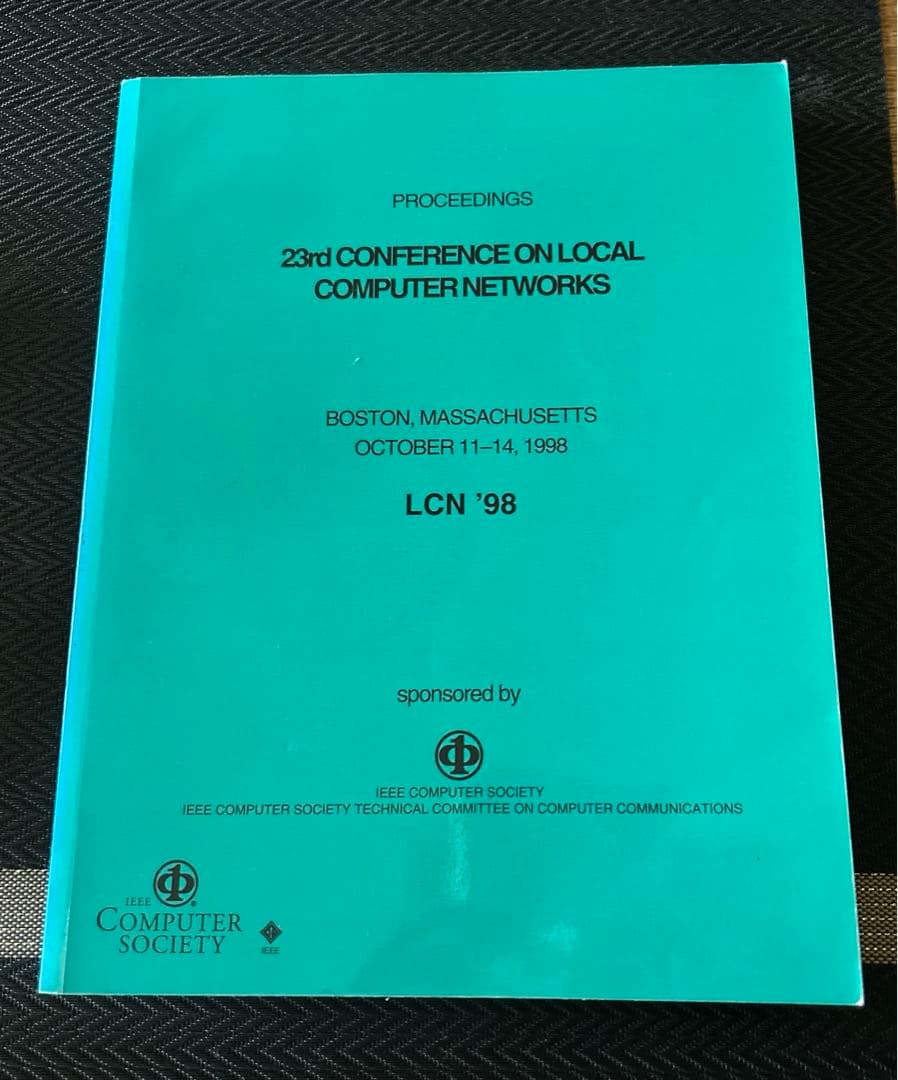 PROCEEDINGS
23rd CONFERENCE ON LOCAL
COMPUTER NETWORKS
BOSTON, MASSACHUSETTS
OCTOBER 11–14, 1998
LCN ’98
sponsored by
IEEE COMPUTER SOCIETY
IEEE COMPUTER SOCIETY TECHNICAL COMMITTEE ON COMPUTER COMMUNICATIONS
IEEE
COMPUTER
SOCIETY
IEEE